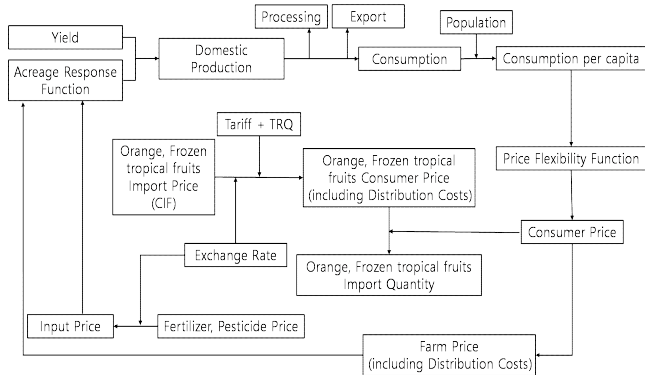 Processing
Export
Population
Yield
Domestic
Production
Consumption
Consumption per capita
Acreage Response
Function
Tariff + TRQ
Orange, Frozen
tropical fruits
Import Price
(CIF)
Orange, Frozen tropical
fruits Consumer Price
(including Distribution Costs)
Price Flexibility Function
Consumer Price
Exchange Rate
Orange, Frozen tropical fruits
Import Quantity
Input Price
Fertilizer, Pesticide Price
Farm Price
(including Distribution Costs)